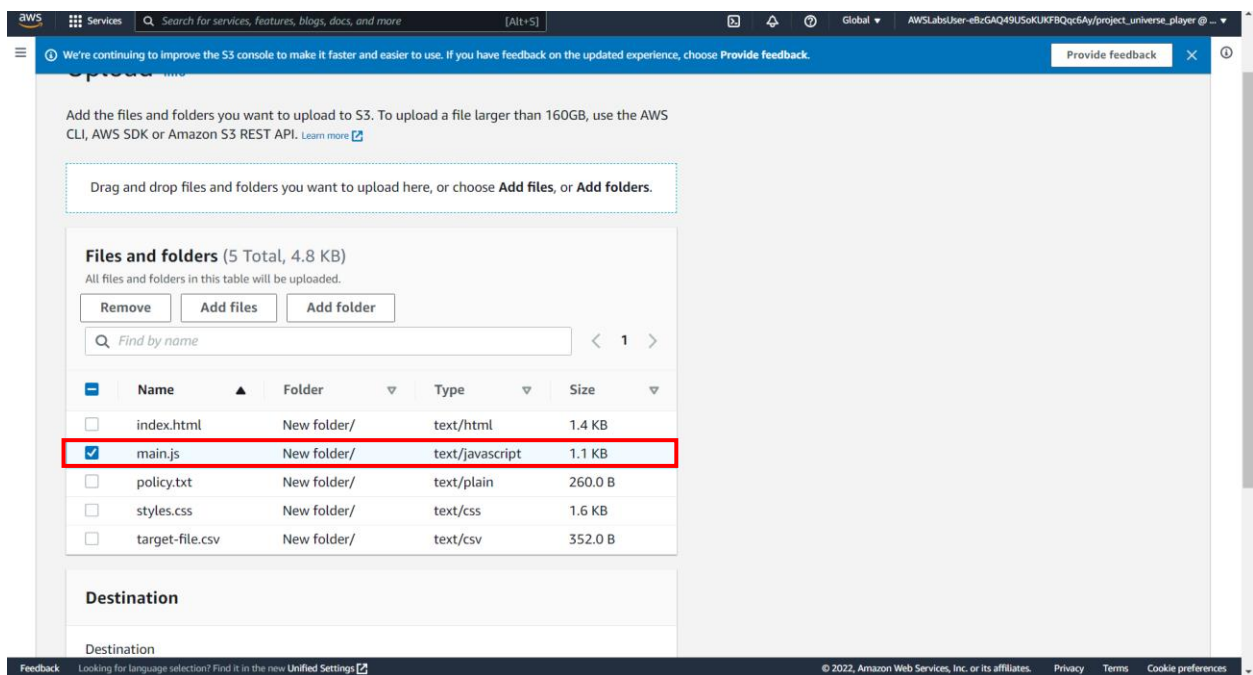 aws Services Search for services, features, blogs, docs, and more [Alt+S] Global AWSLabsUser-eBzGAQ49USoKUKFBQqc6Ay/project_universe_player @ ...
We're continuing to improve the S3 console to make it faster and easier to use. If you have feedback on the updated experience, choose Provide feedback. Provide feedback
Upload Info
Add the files and folders you want to upload to S3. To upload a file larger than 160GB, use the AWS
CLI, AWS SDK or Amazon S3 REST API. Learn more
Drag and drop files and folders you want to upload here, or choose Add files, or Add folders.
Files and folders (5 Total, 4.8 KB)
All files and folders in this table will be uploaded.
Remove Add files Add folder
Find by name 1
Name Folder Type Size
index.html New folder/ text/html 1.4 KB
main.js New folder/ text/javascript 1.1 KB
policy.txt New folder/ text/plain 260.0 B
styles.css New folder/ text/css 1.6 KB
target-file.csv New folder/ text/csv 352.0 B
Destination
Destination
Feedback Looking for language selection? Find it in the new Unified Settings © 2022, Amazon Web Services, Inc. or its affiliates. Privacy Terms Cookie preferences